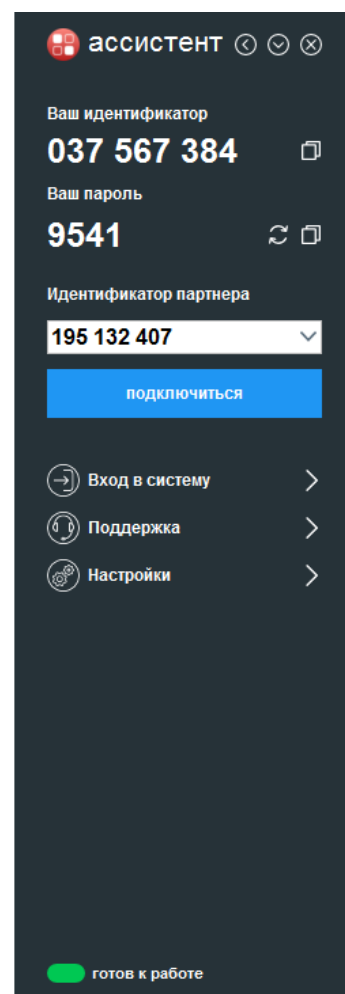 ассистент
Ваш идентификатор
037 567 384
Ваш пароль
9541
Идентификатор партнера
195 132 407
подключиться
Вход в систему
Поддержка
Настройки
готов к работе